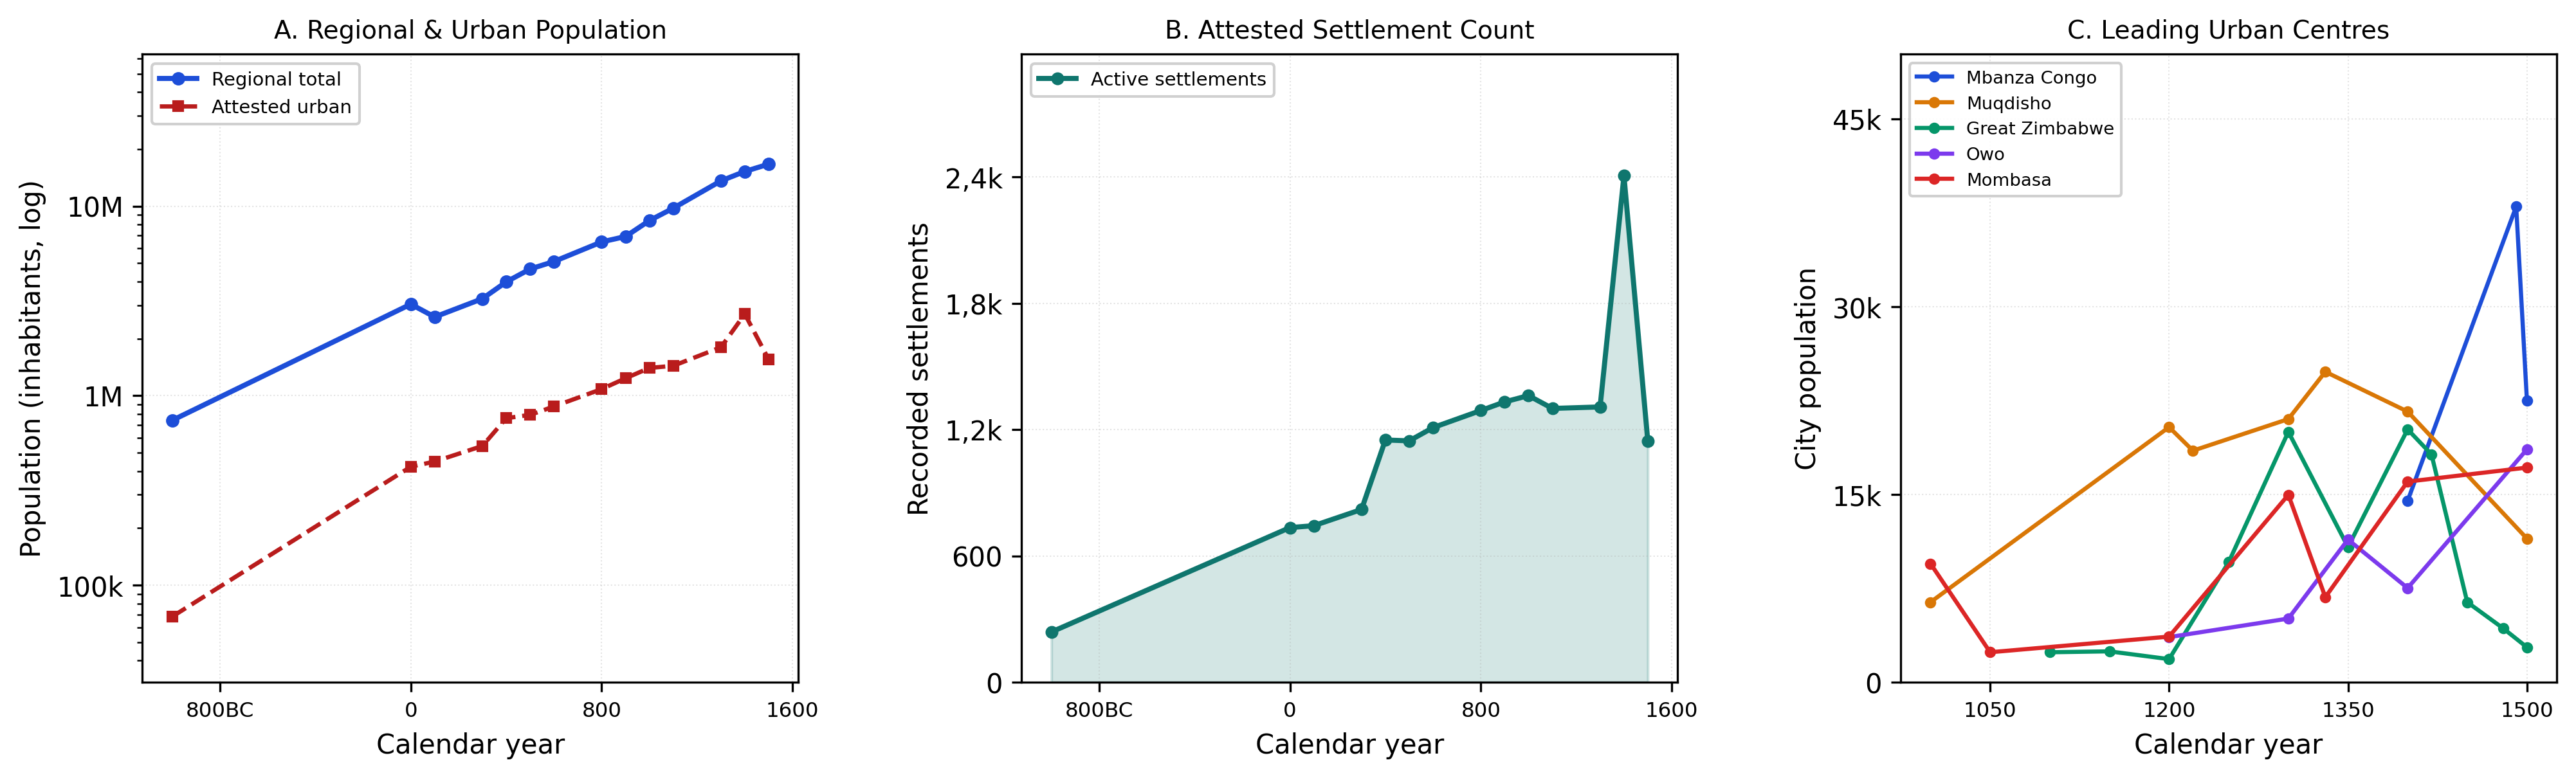 A. Regional & Urban Population
Regional total
Attested urban
Population (inhabitants, log)
10M
1M
100k
800BC
0
800
1600
Calendar year
B. Attested Settlement Count
Active settlements
Recorded settlements
2,4k
1,8k
1,2k
600
0
800BC
0
800
1600
Calendar year
C. Leading Urban Centres
Mbanza Congo
Muqdisho
Great Zimbabwe
Owo
Mombasa
City population
45k
30k
15k
0
1050
1200
1350
1500
Calendar year